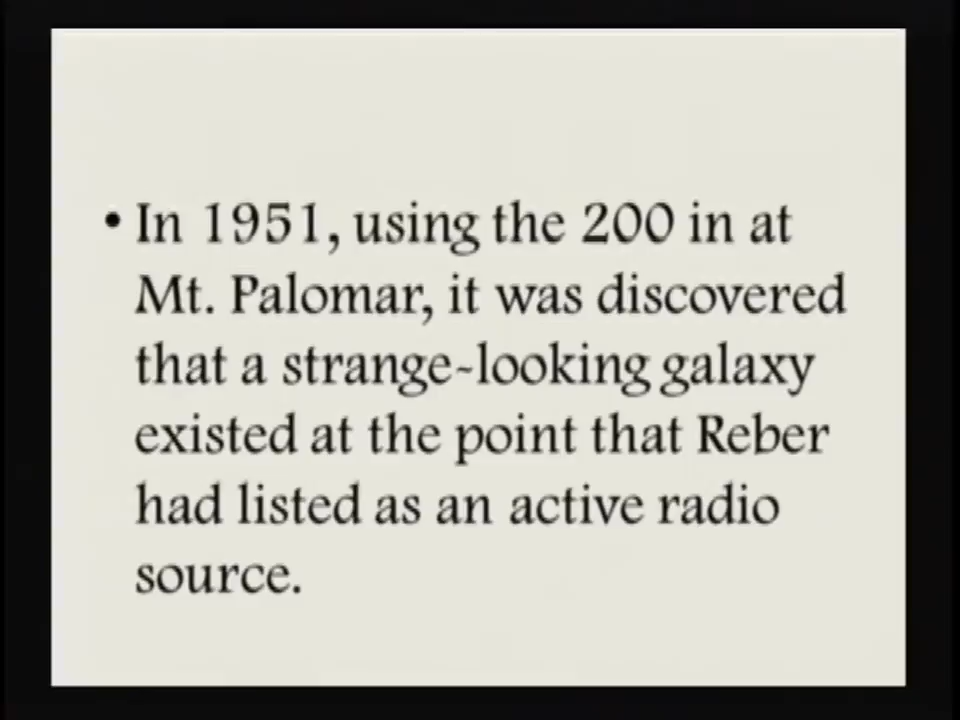 • In 1951, using the 200 in at
Mt. Palomar, it was discovered
that a strange-looking galaxy
existed at the point that Reber
had listed as an active radio
source.